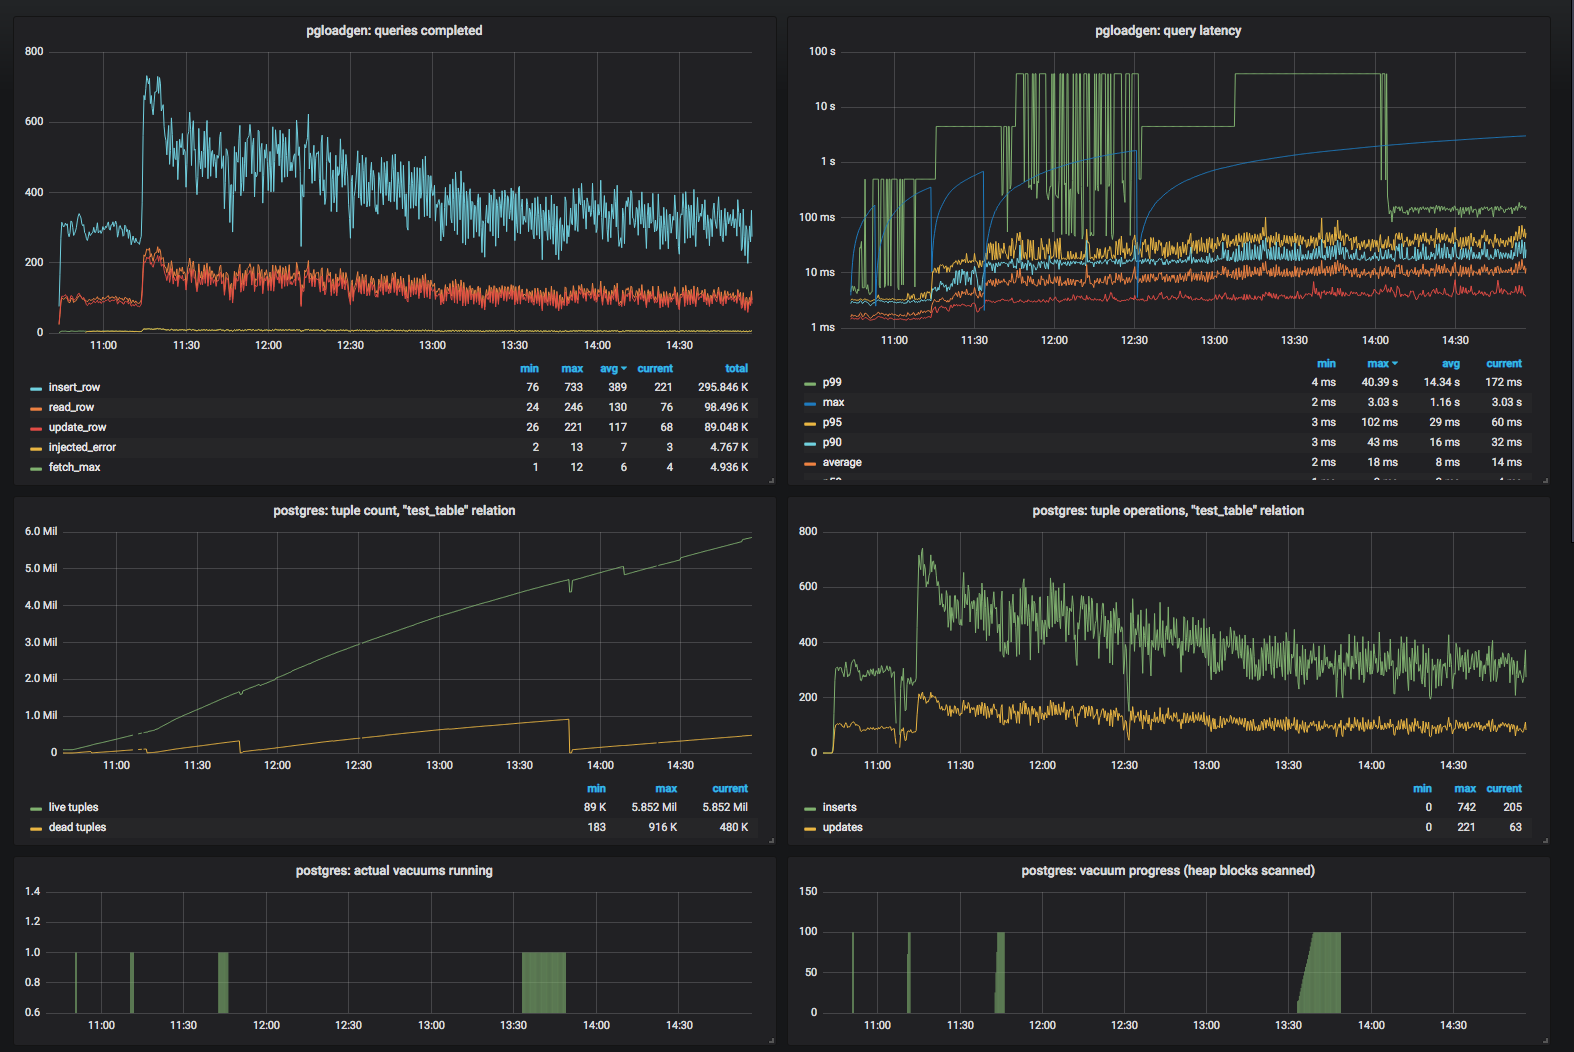 pgloadgen: queries completed
800
600
400
200
0
11:00 11:30 12:00 12:30 13:00 13:30 14:00 14:30
min max avg current total
insert_row 76 733 389 221 295.846 K
read_row 24 246 130 76 98.496 K
update_row 26 221 117 68 89.048 K
injected_error 2 13 7 3 4.767 K
fetch_max 1 12 6 4 4.936 K
pgloadgen: query latency
100 s
10 s
1 s
100 ms
10 ms
1 ms
11:00 11:30 12:00 12:30 13:00 13:30 14:00 14:30
min max avg current
p99 4 ms 40.39 s 14.34 s 172 ms
max 2 ms 3.03 s 1.16 s 3.03 s
p95 3 ms 102 ms 29 ms 60 ms
p90 3 ms 43 ms 16 ms 32 ms
average 2 ms 18 ms 8 ms 14 ms
postgres: tuple count, "test_table" relation
6.0 Mil
5.0 Mil
4.0 Mil
3.0 Mil
2.0 Mil
1.0 Mil
0
11:00 11:30 12:00 12:30 13:00 13:30 14:00 14:30
min max current
live tuples 89 K 5.852 Mil 5.852 Mil
dead tuples 183 916 K 480 K
postgres: tuple operations, "test_table" relation
800
600
400
200
0
11:00 11:30 12:00 12:30 13:00 13:30 14:00 14:30
min max current
inserts 0 742 205
updates 0 221 63
postgres: actual vacuums running
1.4
1.2
1.0
0.8
0.6
11:00 11:30 12:00 12:30 13:00 13:30 14:00 14:30
postgres: vacuum progress (heap blocks scanned)
150
100
50
0
11:00 11:30 12:00 12:30 13:00 13:30 14:00 14:30